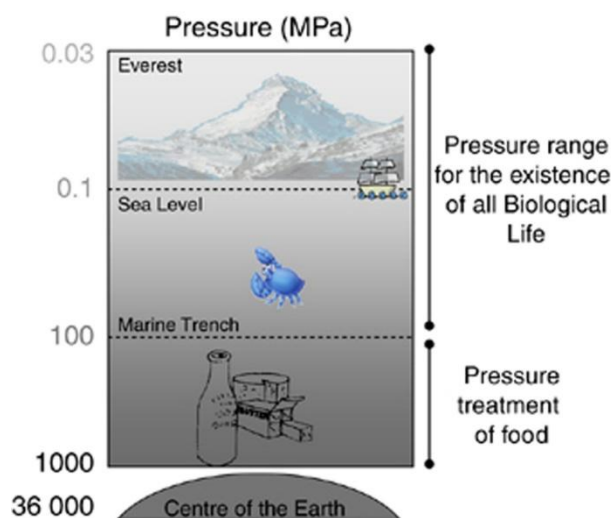 Pressure (MPa)
0.03
Everest
Pressure range
for the existence
of all Biological
Life
0.1
Sea Level
Marine Trench
100
Pressure
treatment
of food
1000
36 000
Centre of the Earth